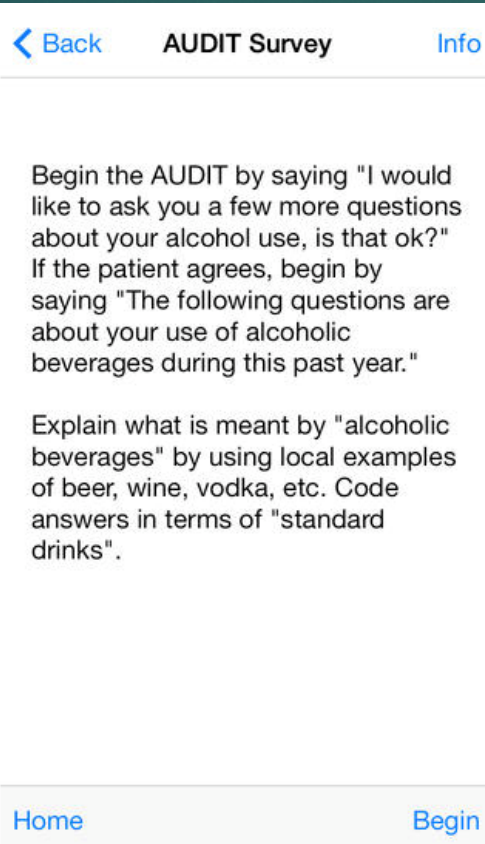 Back AUDIT Survey Info
Begin the AUDIT by saying "I would
like to ask you a few more questions
about your alcohol use, is that ok?"
If the patient agrees, begin by
saying "The following questions are
about your use of alcoholic
beverages during this past year."
Explain what is meant by "alcoholic
beverages" by using local examples
of beer, wine, vodka, etc. Code
answers in terms of "standard
drinks".
Home Begin